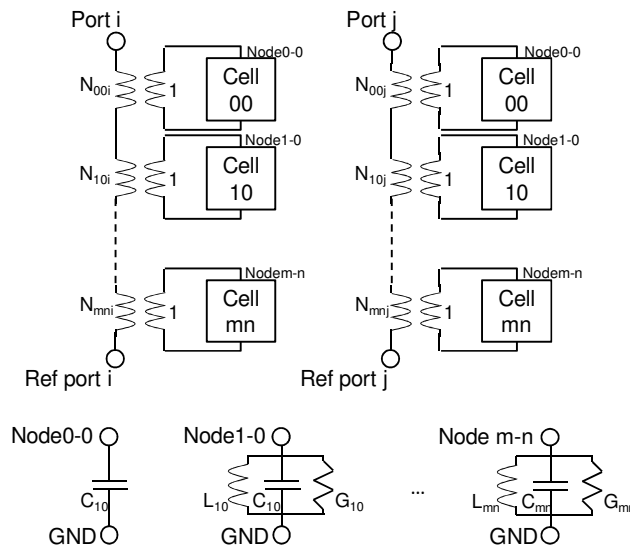 Port i
Port j
Node0-0
Node0-0
N00i
1
Cell
00
N00j
1
Cell
00
Node1-0
Node1-0
N10i
1
Cell
10
N10j
1
Cell
10
Nodem-n
Nodem-n
Nmni
1
Cell
mn
Nmnj
1
Cell
mn
Ref port i
Ref port j
Node0-0
Node1-0
Node m-n
C10
L10
C10
G10
...
Lmn
Cmn
Gmn
GND
GND
GND